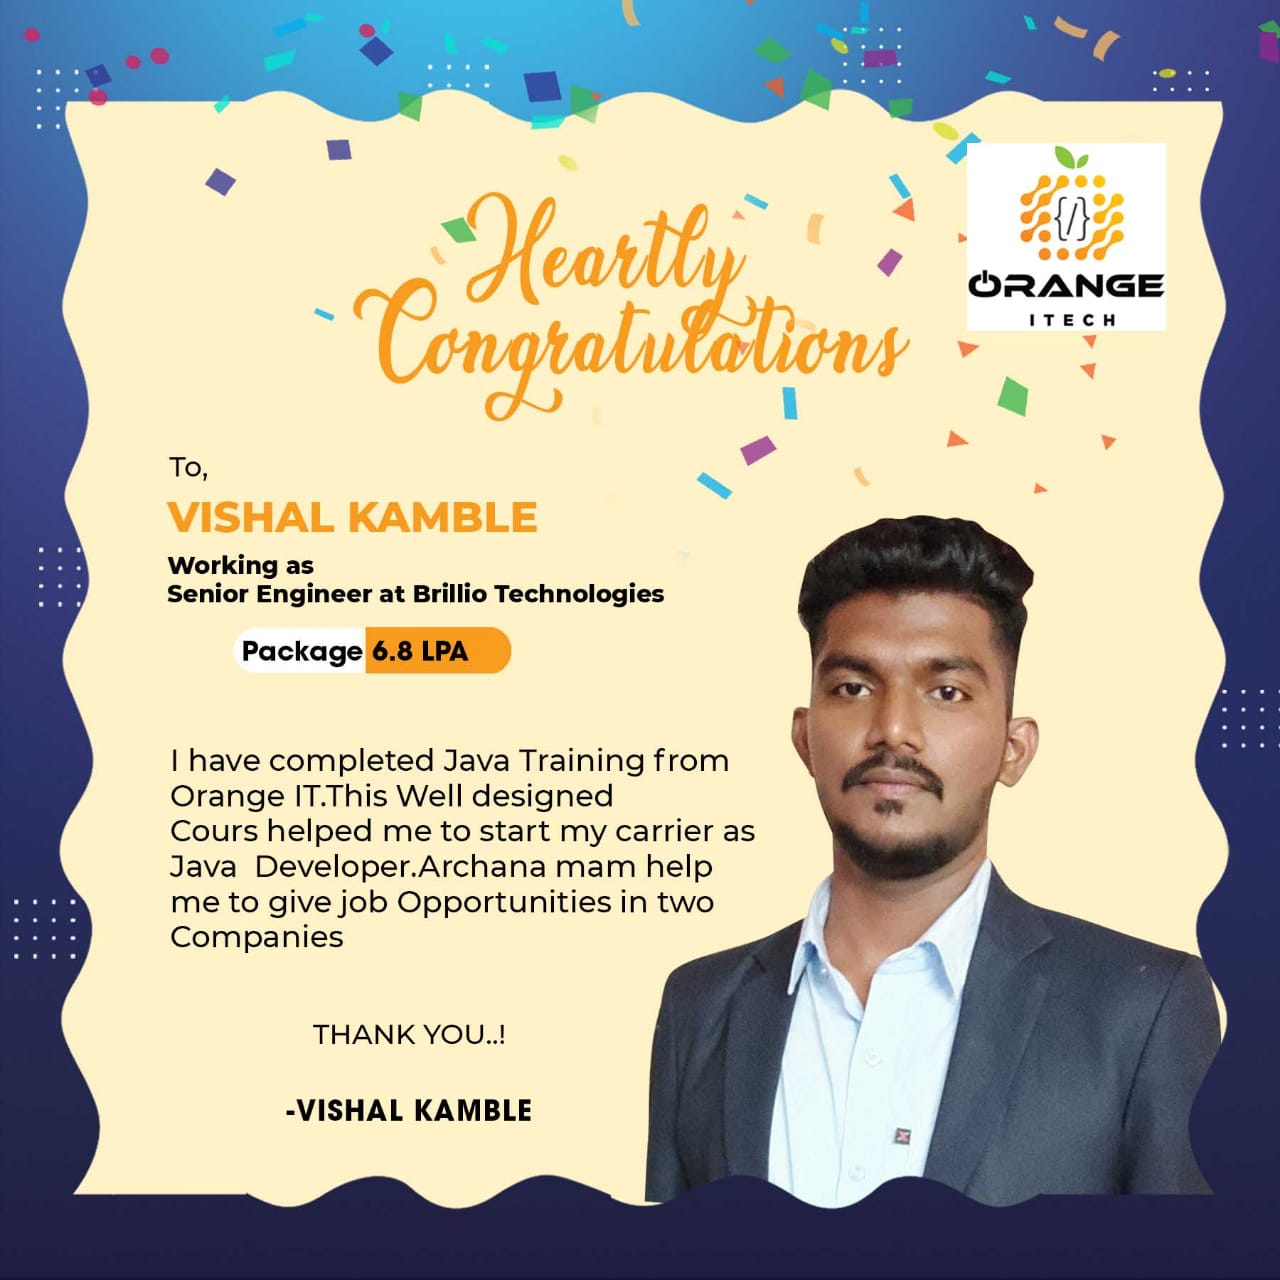 Heartly
Congratulations
ORANGE
ITECH
{/}
To,
VISHAL KAMBLE
Working as
Senior Engineer at Brillio Technologies
Package 6.8 LPA
I have completed Java Training from
Orange IT.This Well designed
Cours helped me to start my carrier as
Java  Developer.Archana mam help
me to give job Opportunities in two
Companies
THANK YOU..!
-VISHAL KAMBLE